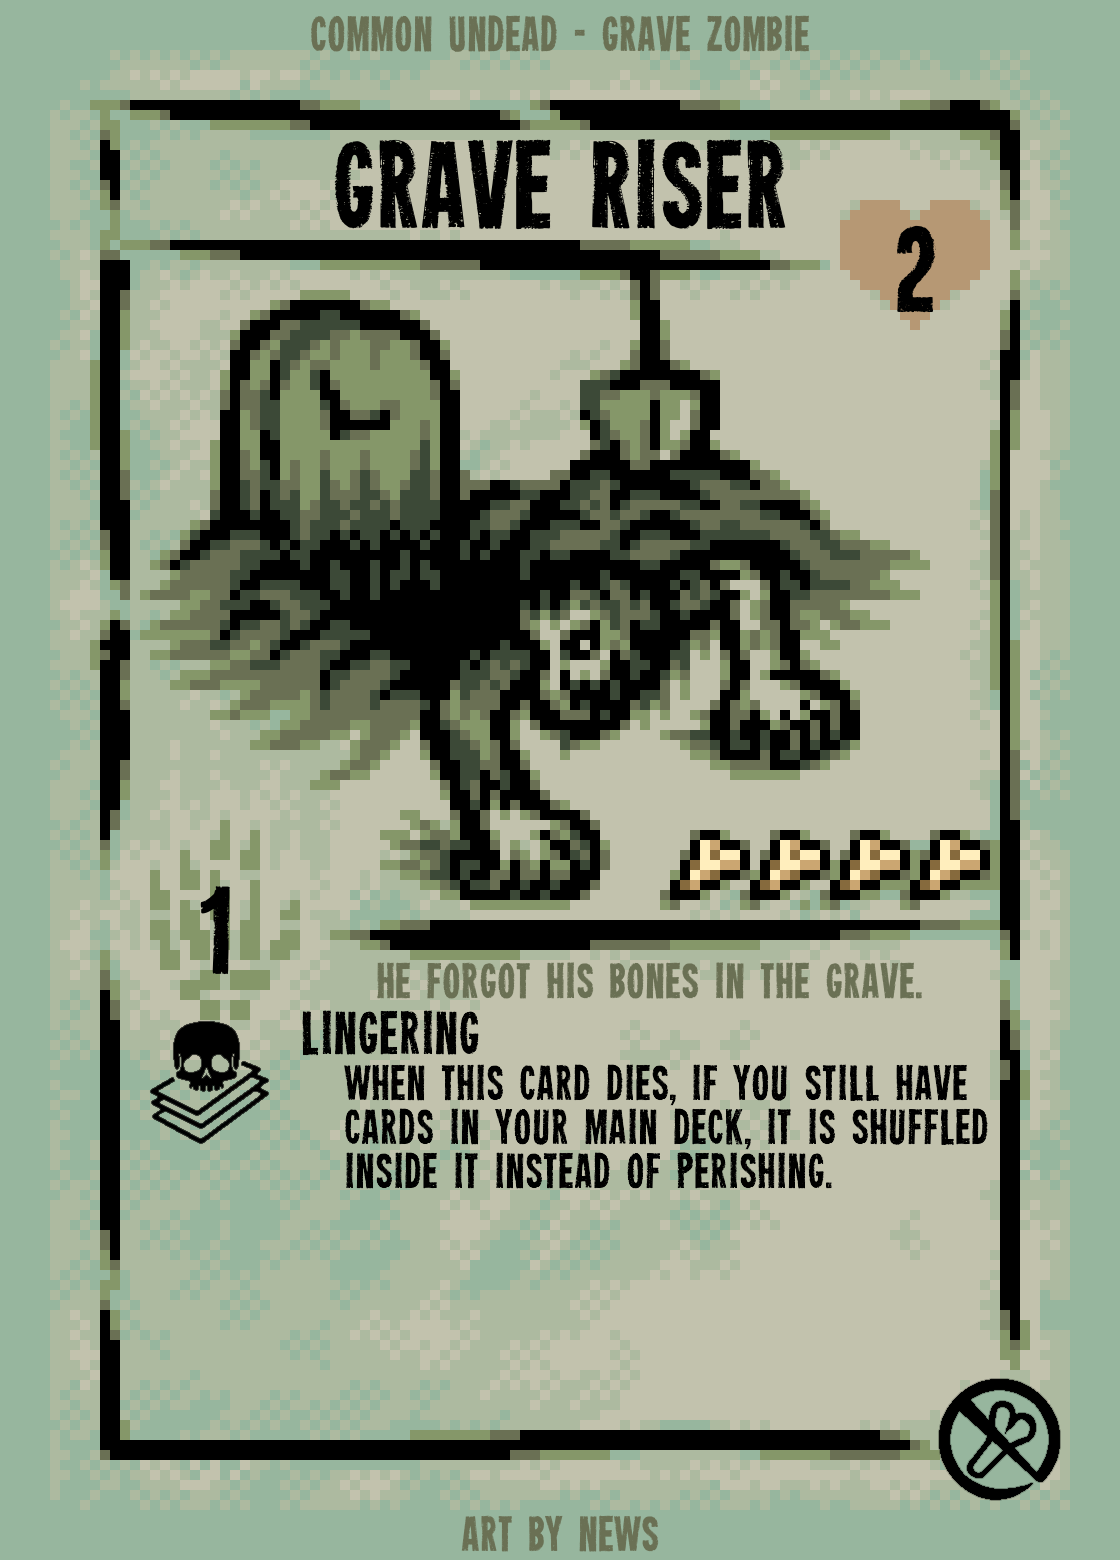 COMMON UNDEAD - GRAVE ZOMBIE
GRAVE RISER
2
1
HE FORGOT HIS BONES IN THE GRAVE.
LINGERING
WHEN THIS CARD DIES, IF YOU STILL HAVE
CARDS IN YOUR MAIN DECK, IT IS SHUFFLED
INSIDE IT INSTEAD OF PERISHING.
ART BY NEWS